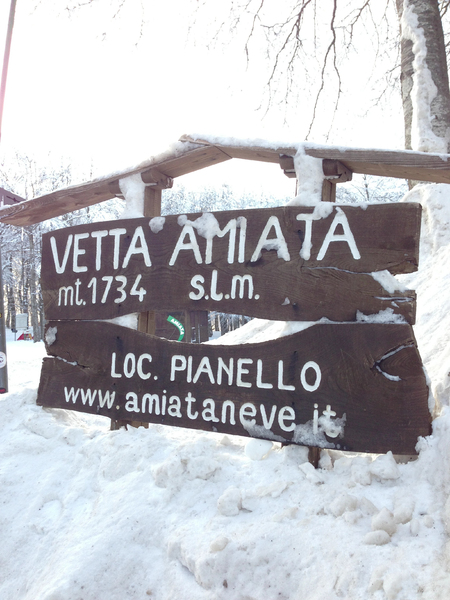 VETTA AMIATA
mt. 1734 s.l.m.
LOC. PIANELLO
www.amiataneve.it